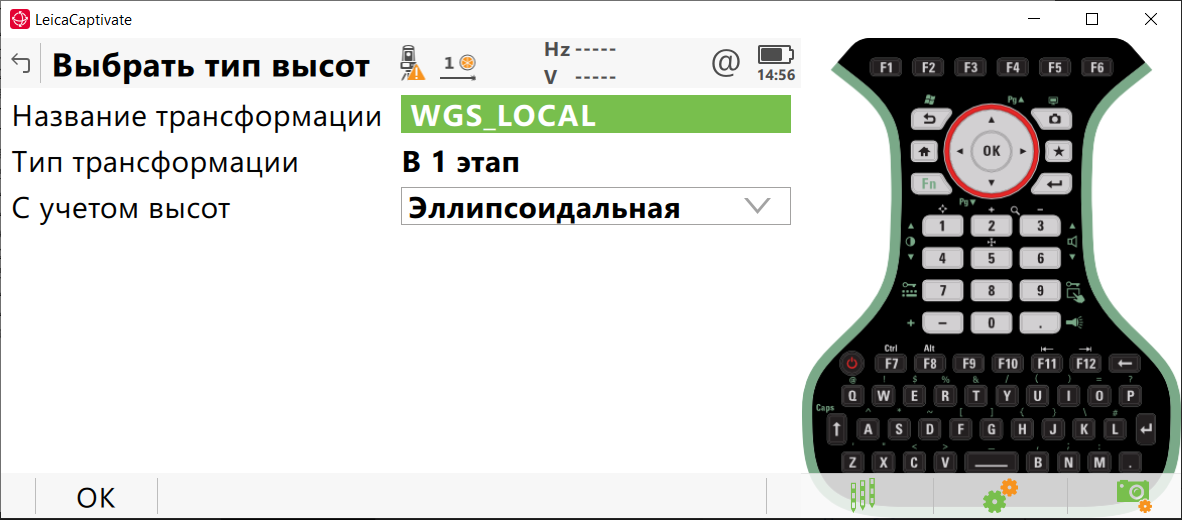 LeicaCaptivate
Выбрать тип высот
1
Hz -----
V -----
@
14:56
Название трансформации WGS_LOCAL
Тип трансформации В 1 этап
С учетом высот Эллипсоидальная
OK
F1 F2 F3 F4 F5 F6
Pg▲
OK
Fn
Pg▼
+ −
1 2 3
4 5 6
7 8 9
+ − 0 .
Ctrl Alt
F7 F8 F9 F10 F11 F12
@ ! $ % & / ( ) = ?
Q W E R T Y U I O P
Caps
^ * ~ [ ] { } \ #
A S D F G H J K L
' " < > _ , ; :
Z X C V B N M .